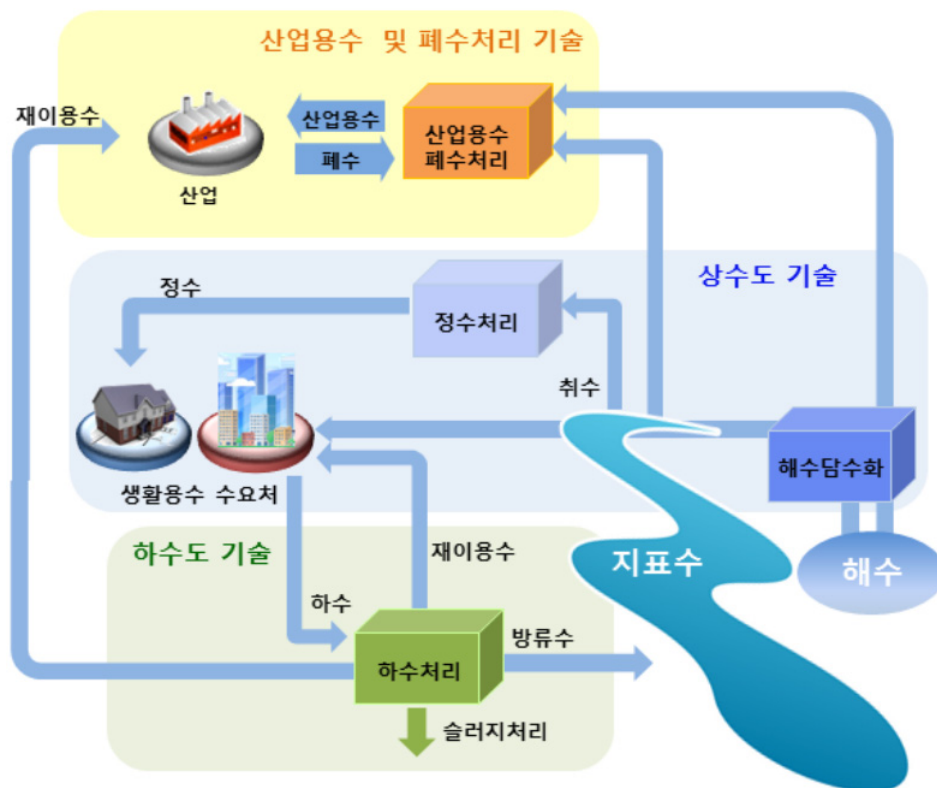 산업용수 및 폐수처리 기술
재이용수
산업용수
폐수
산업용수
폐수처리
산업
상수도 기술
정수
정수처리
취수
해수담수화
생활용수 수요처
하수도 기술
재이용수
지표수
해수
하수
방류수
하수처리
슬러지처리